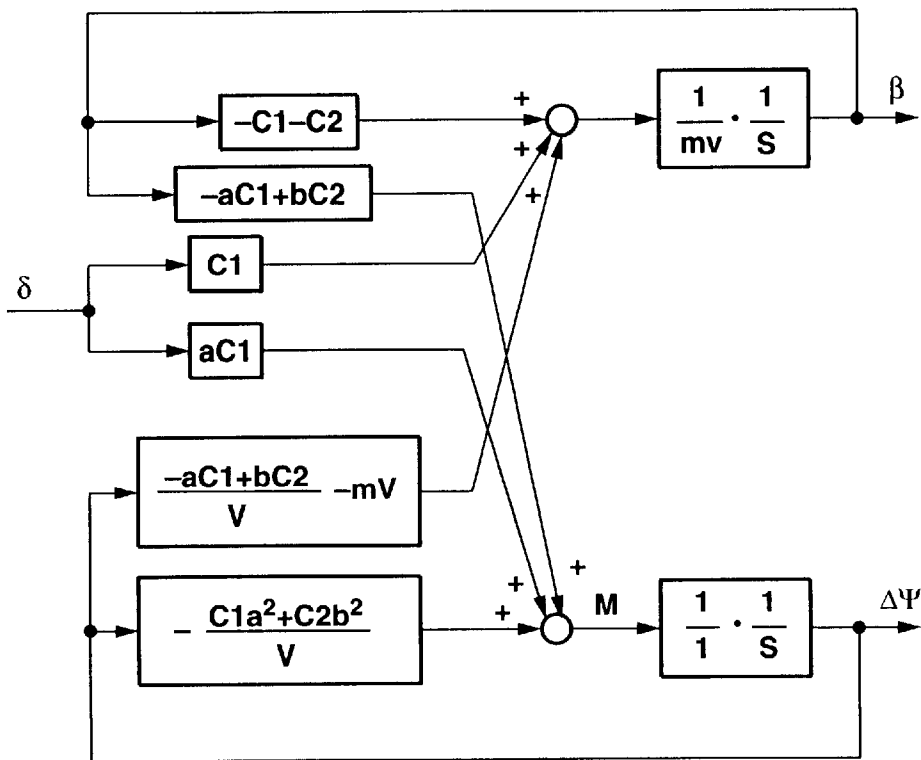 β
–C1–C2
+
+
+
1/mv · 1/S
–aC1+bC2
δ
C1
aC1
–aC1+bC2/V –mV
– C1a²+C2b²/V
+
+
+
M
1/1 · 1/S
ΔΨ